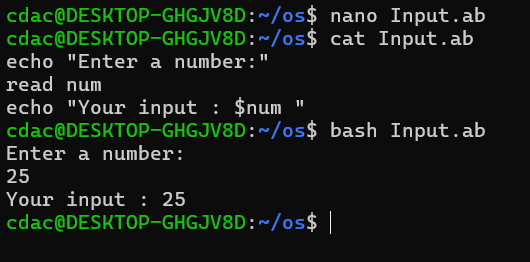 cdac@DESKTOP-GHGJV8D:~/os$ nano Input.ab
cdac@DESKTOP-GHGJV8D:~/os$ cat Input.ab
echo "Enter a number:"
read num
echo "Your input : $num "
cdac@DESKTOP-GHGJV8D:~/os$ bash Input.ab
Enter a number:
25
Your input : 25
cdac@DESKTOP-GHGJV8D:~/os$